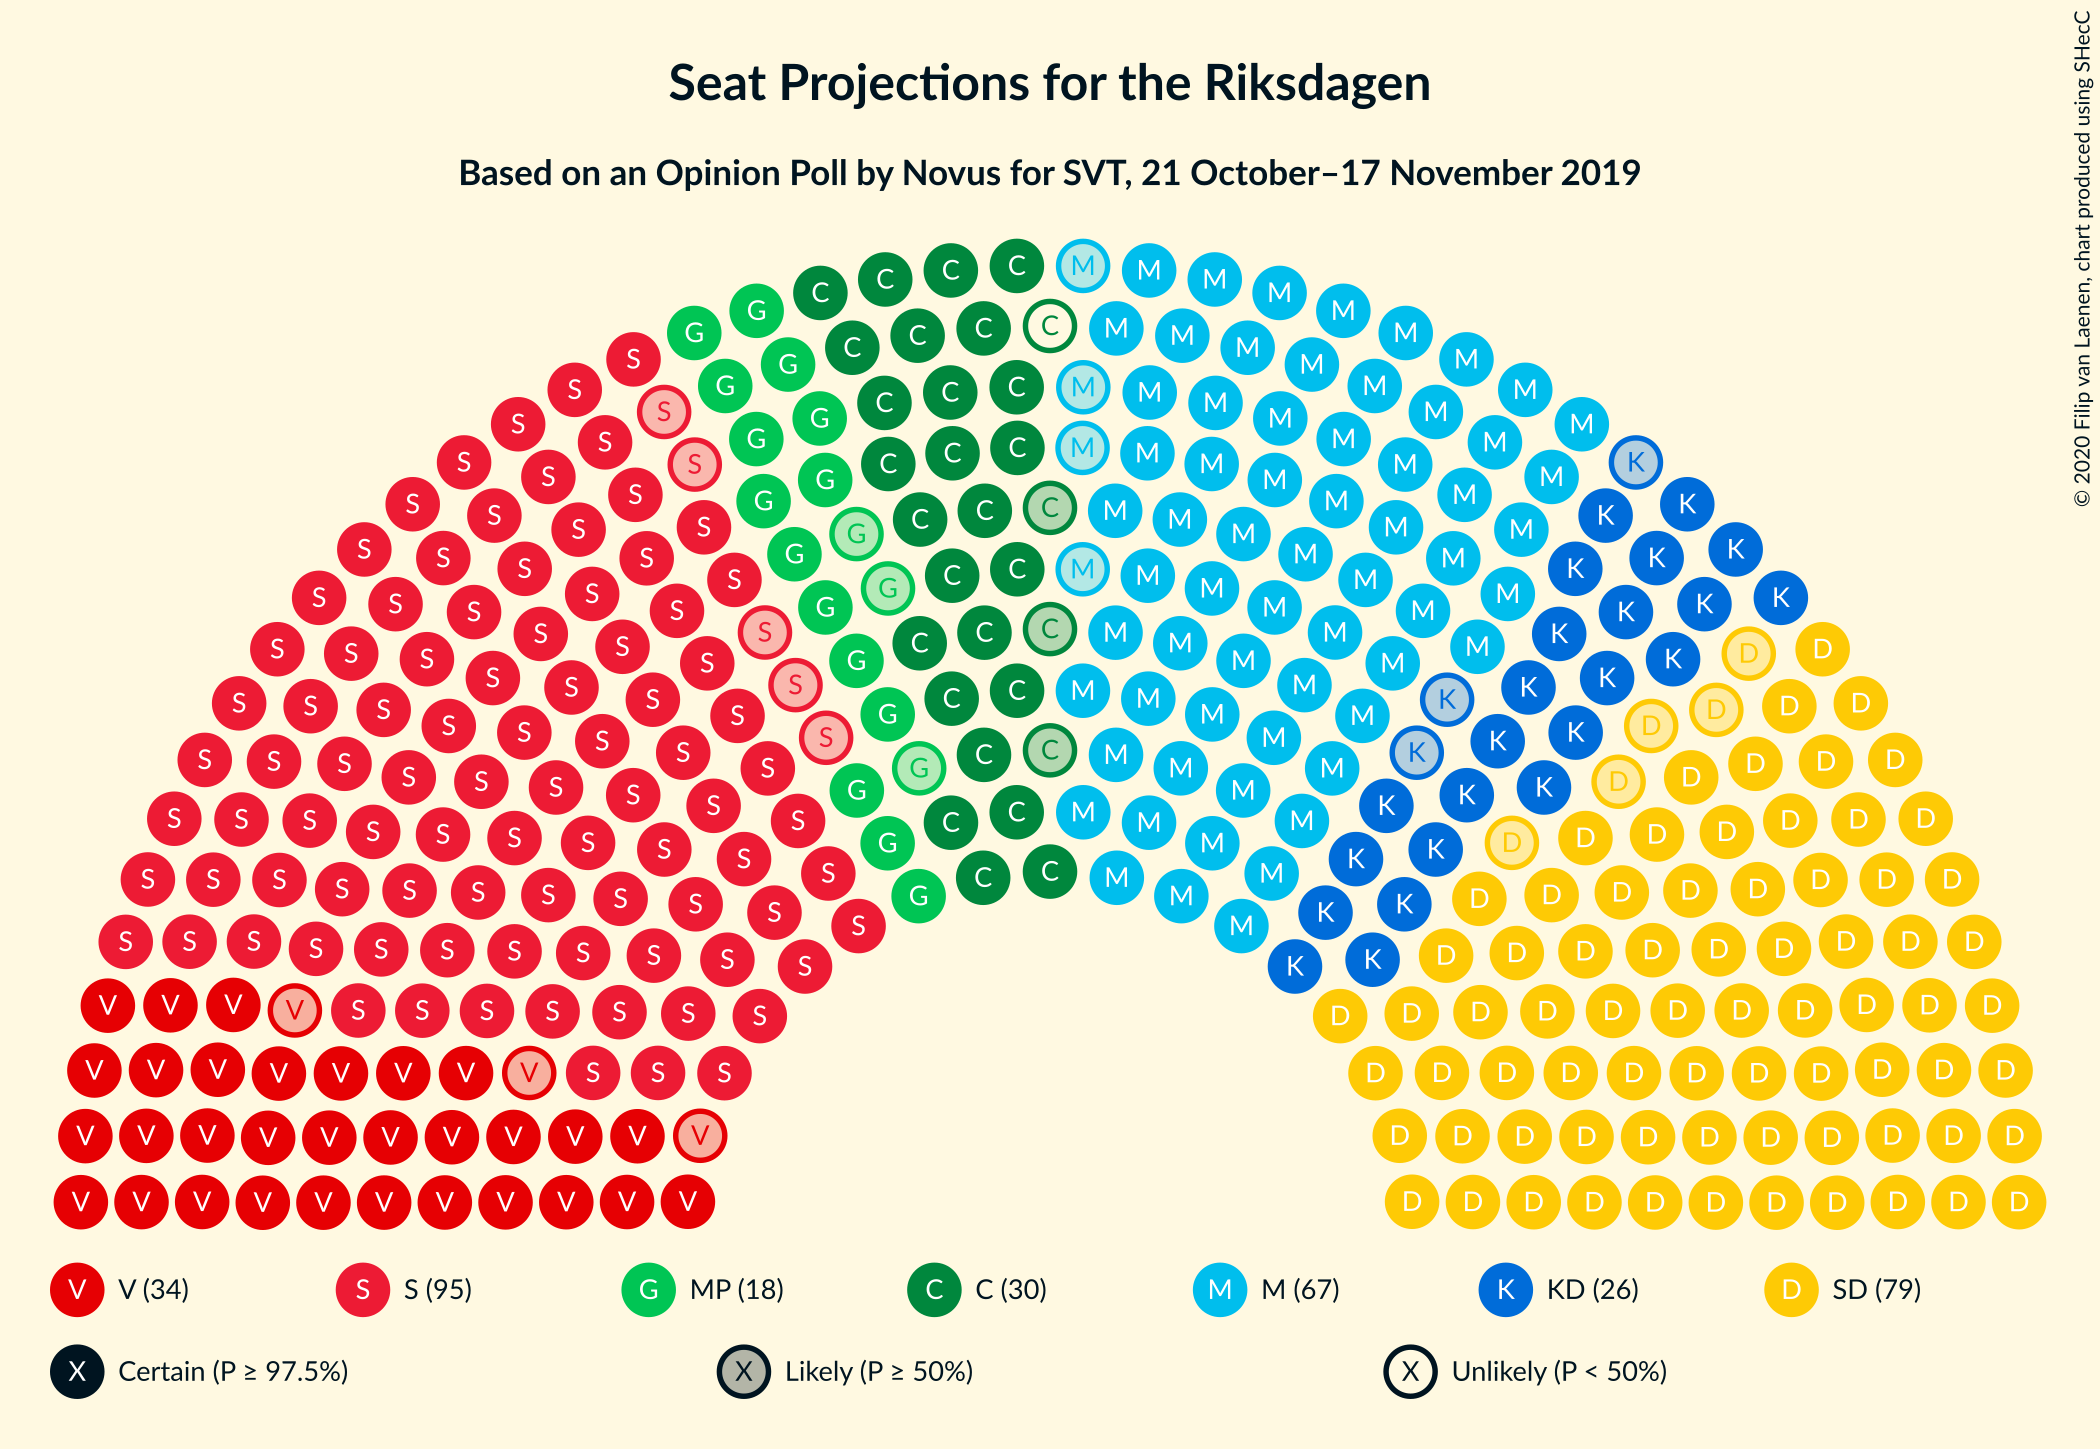 Seat Projections for the Riksdagen
Based on an Opinion Poll by Novus for SVT, 21 October–17 November 2019
© 2020 Filip van Laenen, chart produced using SHecC
V V (34) S S (95) G MP (18) C C (30) M M (67) K KD (26) D SD (79)
X Certain (P ≥ 97.5%) X Likely (P ≥ 50%) X Unlikely (P < 50%)